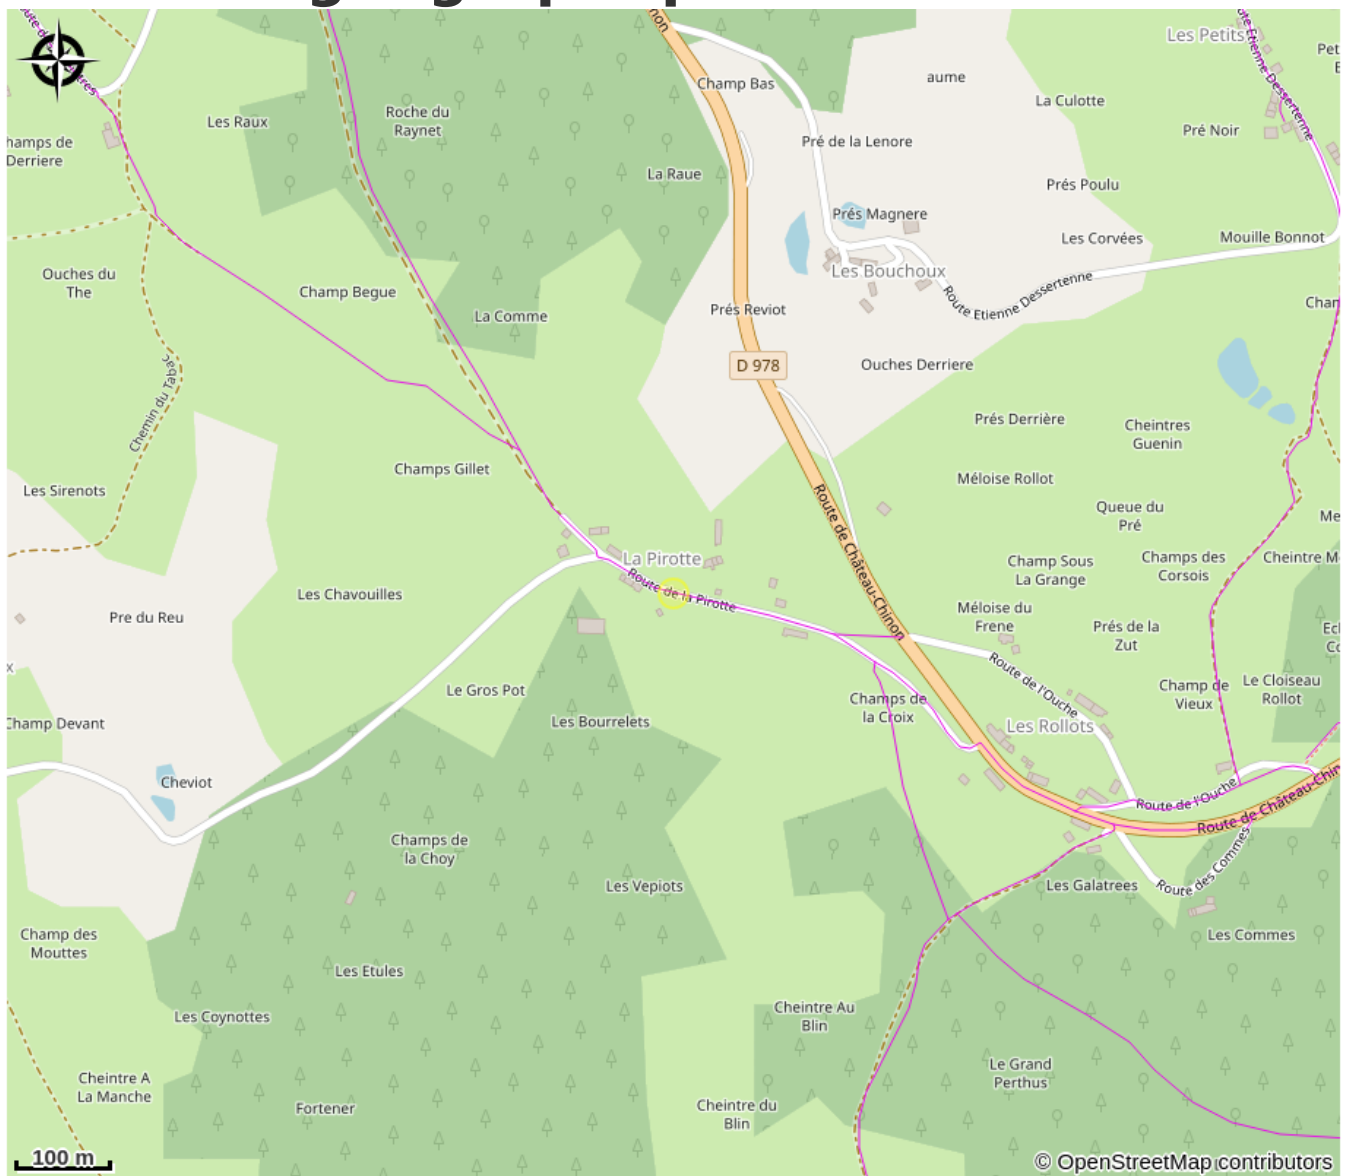 Les Petits
Champ Bas
aume
La Culotte
Les Raux
Roche du
Raynet
Pré Noir
Route Etienne Dessertenne
Pré de la Lenore
hamps de
Derriere
La Raue
Prés Poulu
Prés Magnere
Les Corvées
Mouille Bonnot
Ouches du
The
Les Bouchoux
Champ Begue
Route Etienne Dessertenne
La Comme
Prés Reviot
D 978
Ouches Derriere
Chemin du Tabac
Prés Derrière
Cheintres
Guenin
Champs Gillet
Méloise Rollot
Les Sirenots
Queue du
Pré
Route de Château-Chinon
La Pirotte
Champ Sous
La Grange
Champs des
Corsois
Cheintre M
Route de la Pirotte
Les Chavouilles
Pre du Reu
Méloise du
Frene
Prés de la
Zut
Route de l'Ouche
Le Gros Pot
Champ de
Vieux
Le Cloiseau
Rollot
Champs de
la Croix
Champ Devant
Les Bourrelets
Les Rollots
Cheviot
Route de l'Ouche
Route de Château-Chin
Champs de
la Choy
Route des Commes
Les Vepiots
Les Galatrees
Champ des
Mouttes
Les Commes
Les Etules
Les Coynottes
Cheintre Au
Blin
Le Grand
Perthus
Cheintre A
La Manche
Fortener
Cheintre du
Blin
100 m
© OpenStreetMap contributors